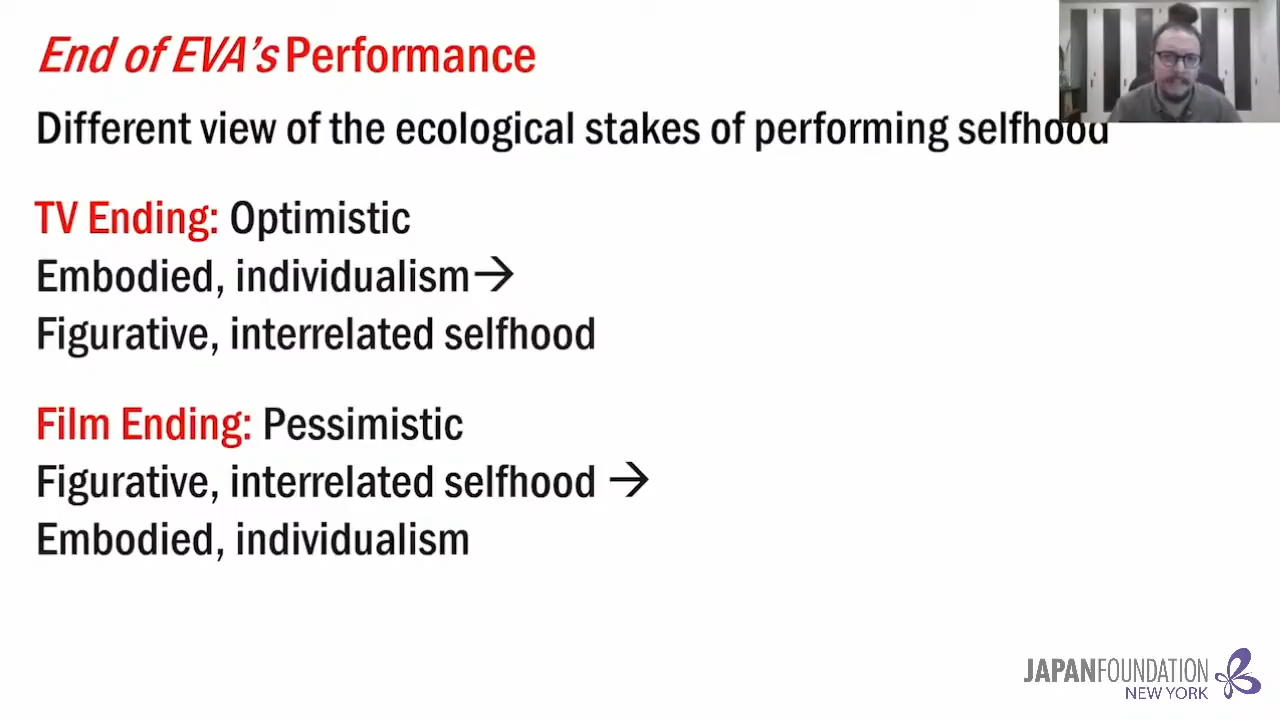 End of EVA's Performance
Different view of the ecological stakes of performing selfhood
TV Ending: Optimistic
Embodied, individualism→
Figurative, interrelated selfhood
Film Ending: Pessimistic
Figurative, interrelated selfhood →
Embodied, individualism
JAPANFOUNDATION
NEW YORK